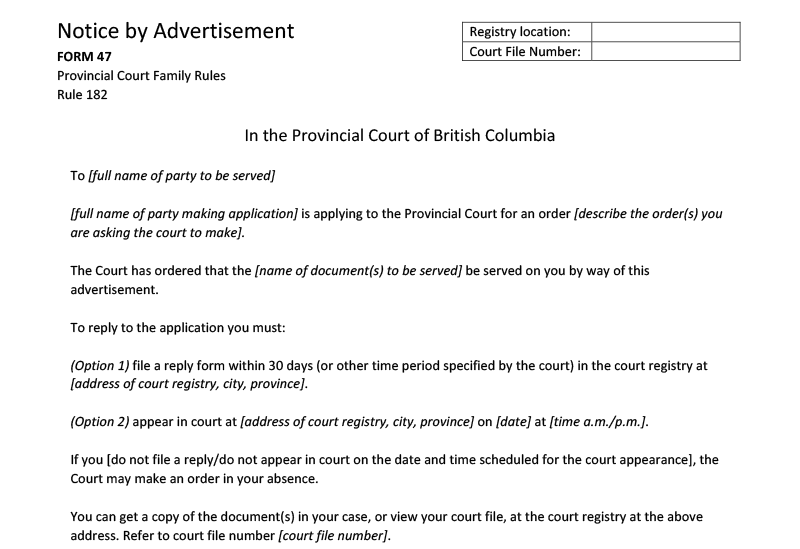 Notice by Advertisement
FORM 47
Provincial Court Family Rules
Rule 182
Registry location:
Court File Number:
In the Provincial Court of British Columbia
To [full name of party to be served]
[full name of party making application] is applying to the Provincial Court for an order [describe the order(s) you
are asking the court to make].
The Court has ordered that the [name of document(s) to be served] be served on you by way of this
advertisement.
To reply to the application you must:
(Option 1) file a reply form within 30 days (or other time period specified by the court) in the court registry at
[address of court registry, city, province].
(Option 2) appear in court at [address of court registry, city, province] on [date] at [time a.m./p.m.].
If you [do not file a reply/do not appear in court on the date and time scheduled for the court appearance], the
Court may make an order in your absence.
You can get a copy of the document(s) in your case, or view your court file, at the court registry at the above
address. Refer to court file number [court file number].